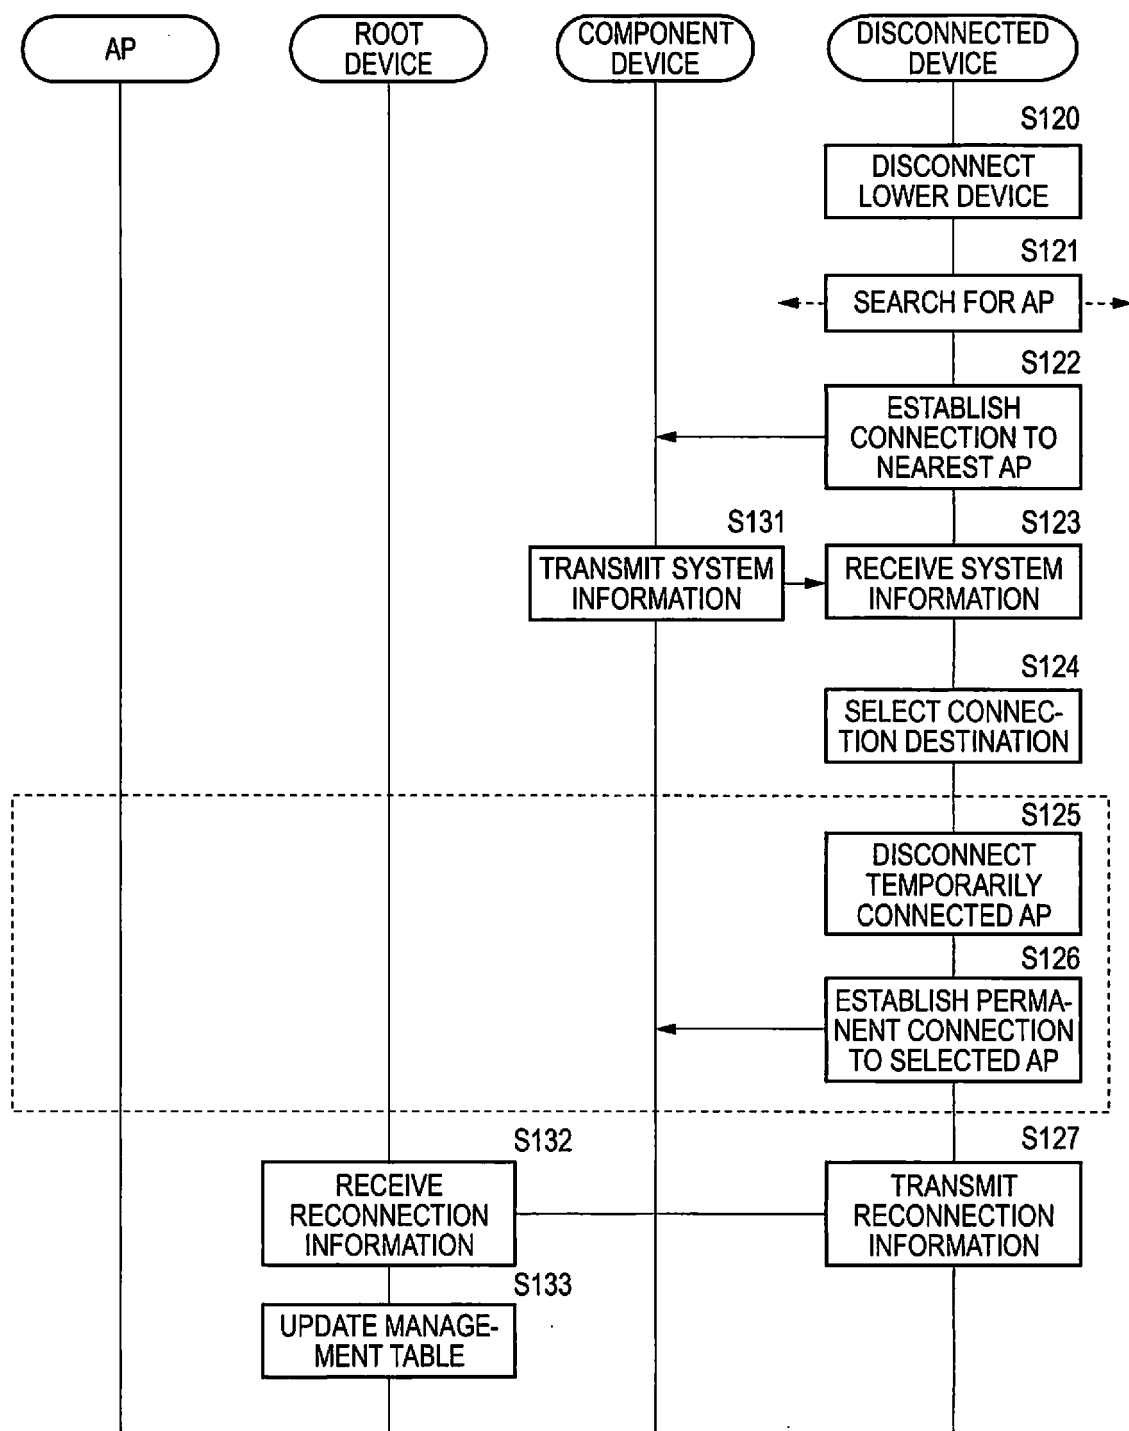 AP
ROOT
DEVICE
COMPONENT
DEVICE
DISCONNECTED
DEVICE
S120
DISCONNECT
LOWER DEVICE
S121
SEARCH FOR AP
S122
ESTABLISH
CONNECTION TO
NEAREST AP
S131
TRANSMIT SYSTEM
INFORMATION
S123
RECEIVE SYSTEM
INFORMATION
S124
SELECT CONNEC-
TION DESTINATION
S125
DISCONNECT
TEMPORARILY
CONNECTED AP
S126
ESTABLISH PERMA-
NENT CONNECTION
TO SELECTED AP
S132
RECEIVE
RECONNECTION
INFORMATION
S127
TRANSMIT
RECONNECTION
INFORMATION
S133
UPDATE MANAGE-
MENT TABLE